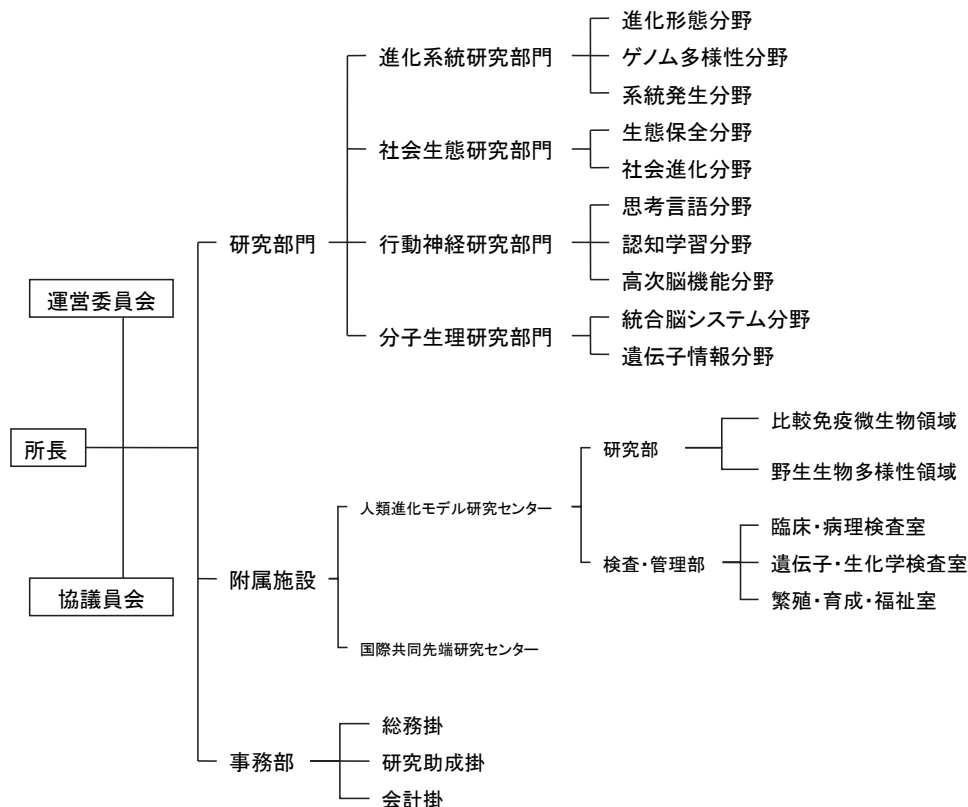 運営委員会
所長
協議員会
研究部門
進化系統研究部門
進化形態分野
ゲノム多様性分野
系統発生分野
社会生態研究部門
生態保全分野
社会進化分野
行動神経研究部門
思考言語分野
認知学習分野
高次脳機能分野
分子生理研究部門
統合脳システム分野
遺伝子情報分野
附属施設
人類進化モデル研究センター
研究部
比較免疫微生物領域
野生生物多様性領域
検査・管理部
臨床・病理検査室
遺伝子・生化学検査室
繁殖・育成・福祉室
国際共同先端研究センター
事務部
総務掛
研究助成掛
会計掛